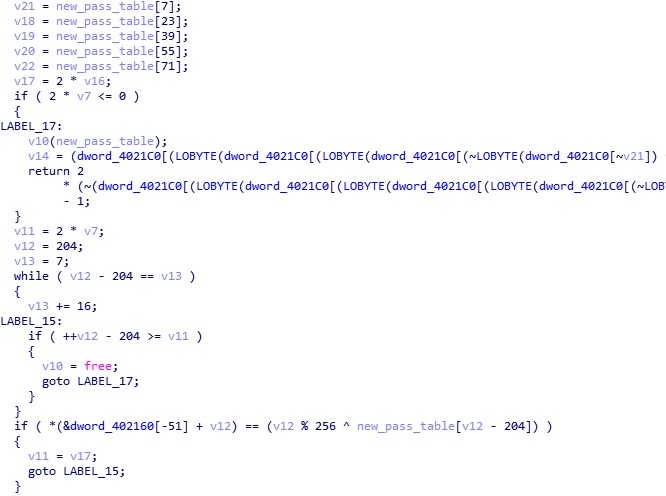 v21 = new_pass_table[7];
v18 = new_pass_table[23];
v19 = new_pass_table[39];
v20 = new_pass_table[55];
v22 = new_pass_table[71];
v17 = 2 * v16;
if ( 2 * v7 <= 0 )
{
LABEL_17:
v10(new_pass_table);
v14 = (dword_4021C0[(LOBYTE(dword_4021C0[(LOBYTE(dword_4021C0[(~LOBYTE(dword_4021C0[~v21])
return 2
* (~(dword_4021C0[(LOBYTE(dword_4021C0[(LOBYTE(dword_4021C0[(LOBYTE(dword_4021C0[(~LOB
- 1;
}
v11 = 2 * v7;
v12 = 204;
v13 = 7;
while ( v12 - 204 == v13 )
{
v13 += 16;
LABEL_15:
if ( ++v12 - 204 >= v11 )
{
v10 = free;
goto LABEL_17;
}
}
if ( *(&dword_402160[-51] + v12) == (v12 % 256 ^ new_pass_table[v12 - 204]) )
{
v11 = v17;
goto LABEL_15;
}